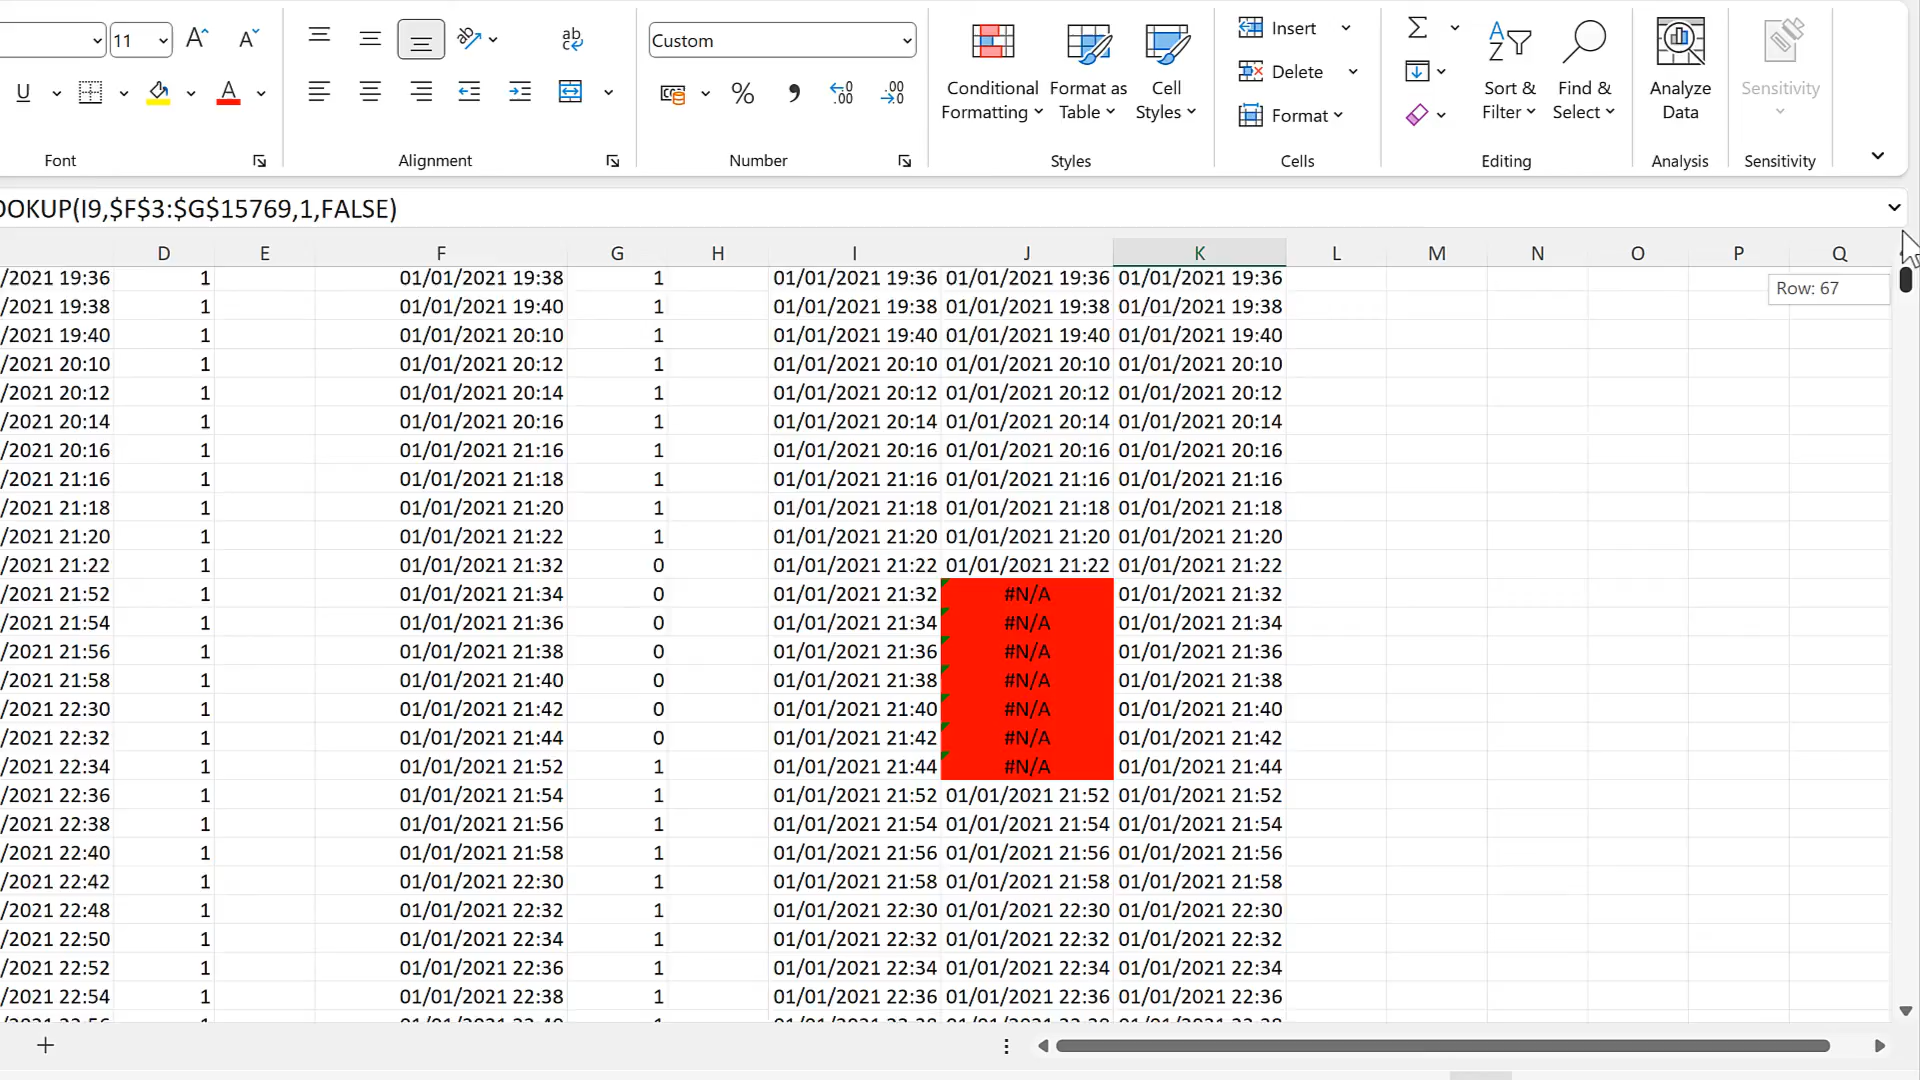 11 A^ Aˇ ab Custom Insert
Conditional Formatting Format as Table Cell Styles Delete Sort & Filter Find & Select Analyze Data Sensitivity
U A % , Format
Font Alignment Number Styles Cells Editing Analysis Sensitivity
OOKUP(I9,$F$3:$G$15769,1,FALSE)
D E F G H I J K L M N O P Q
/2021 19:36 1 01/01/2021 19:38 1 01/01/2021 19:36 01/01/2021 19:36 01/01/2021 19:36
Row: 67
/2021 19:38 1 01/01/2021 19:40 1 01/01/2021 19:38 01/01/2021 19:38 01/01/2021 19:38
/2021 19:40 1 01/01/2021 20:10 1 01/01/2021 19:40 01/01/2021 19:40 01/01/2021 19:40
/2021 20:10 1 01/01/2021 20:12 1 01/01/2021 20:10 01/01/2021 20:10 01/01/2021 20:10
/2021 20:12 1 01/01/2021 20:14 1 01/01/2021 20:12 01/01/2021 20:12 01/01/2021 20:12
/2021 20:14 1 01/01/2021 20:16 1 01/01/2021 20:14 01/01/2021 20:14 01/01/2021 20:14
/2021 20:16 1 01/01/2021 21:16 1 01/01/2021 20:16 01/01/2021 20:16 01/01/2021 20:16
/2021 21:16 1 01/01/2021 21:18 1 01/01/2021 21:16 01/01/2021 21:16 01/01/2021 21:16
/2021 21:18 1 01/01/2021 21:20 1 01/01/2021 21:18 01/01/2021 21:18 01/01/2021 21:18
/2021 21:20 1 01/01/2021 21:22 1 01/01/2021 21:20 01/01/2021 21:20 01/01/2021 21:20
/2021 21:22 1 01/01/2021 21:32 0 01/01/2021 21:22 01/01/2021 21:22 01/01/2021 21:22
/2021 21:52 1 01/01/2021 21:34 0 01/01/2021 21:32 #N/A 01/01/2021 21:32
/2021 21:54 1 01/01/2021 21:36 0 01/01/2021 21:34 #N/A 01/01/2021 21:34
/2021 21:56 1 01/01/2021 21:38 0 01/01/2021 21:36 #N/A 01/01/2021 21:36
/2021 21:58 1 01/01/2021 21:40 0 01/01/2021 21:38 #N/A 01/01/2021 21:38
/2021 22:30 1 01/01/2021 21:42 0 01/01/2021 21:40 #N/A 01/01/2021 21:40
/2021 22:32 1 01/01/2021 21:44 0 01/01/2021 21:42 #N/A 01/01/2021 21:42
/2021 22:34 1 01/01/2021 21:52 1 01/01/2021 21:44 #N/A 01/01/2021 21:44
/2021 22:36 1 01/01/2021 21:54 1 01/01/2021 21:52 01/01/2021 21:52 01/01/2021 21:52
/2021 22:38 1 01/01/2021 21:56 1 01/01/2021 21:54 01/01/2021 21:54 01/01/2021 21:54
/2021 22:40 1 01/01/2021 21:58 1 01/01/2021 21:56 01/01/2021 21:56 01/01/2021 21:56
/2021 22:42 1 01/01/2021 22:30 1 01/01/2021 21:58 01/01/2021 21:58 01/01/2021 21:58
/2021 22:48 1 01/01/2021 22:32 1 01/01/2021 22:30 01/01/2021 22:30 01/01/2021 22:30
/2021 22:50 1 01/01/2021 22:34 1 01/01/2021 22:32 01/01/2021 22:32 01/01/2021 22:32
/2021 22:52 1 01/01/2021 22:36 1 01/01/2021 22:34 01/01/2021 22:34 01/01/2021 22:34
/2021 22:54 1 01/01/2021 22:38 1 01/01/2021 22:36 01/01/2021 22:36 01/01/2021 22:36